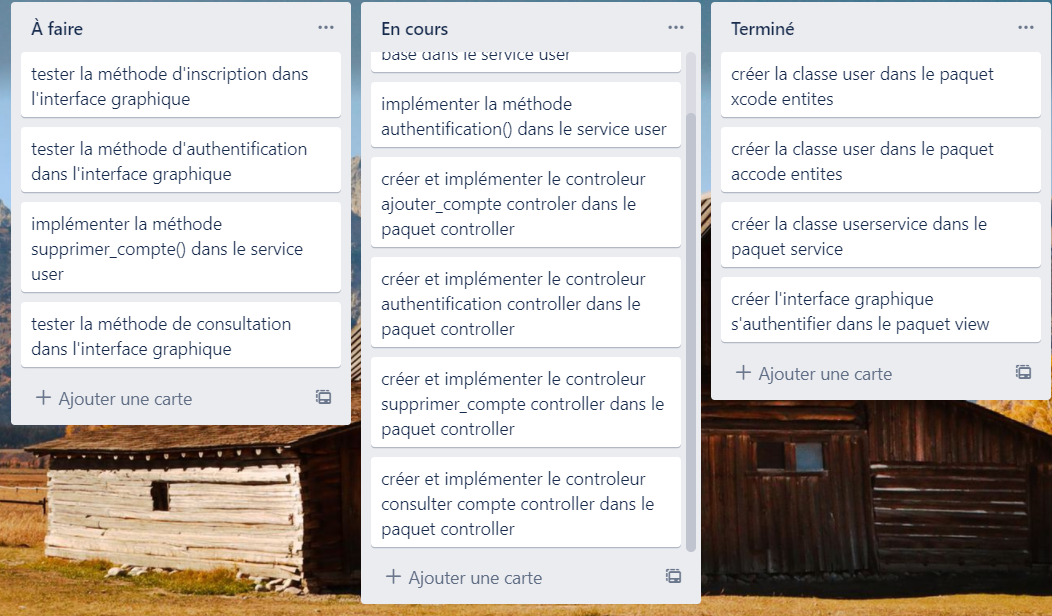 À faire
tester la méthode d'inscription dans
l'interface graphique
tester la méthode d'authentification
dans l'interface graphique
implémenter la méthode
supprimer_compte() dans le service
user
tester la méthode de consultation
dans l'interface graphique
Ajouter une carte
En cours
base dans le service user
implémenter la méthode
authentification() dans le service user
créer et implémenter le controleur
ajouter_compte controler dans le
paquet controller
créer et implémenter le controleur
authentification controller dans le
paquet controller
créer et implémenter le controleur
supprimer_compte controller dans le
paquet controller
créer et implémenter le controleur
consulter compte controller dans le
paquet controller
Ajouter une carte
Terminé
créer la classe user dans le paquet
xcode entites
créer la classe user dans le paquet
accode entites
créer la classe userservice dans le
paquet service
créer l'interface graphique
s'authentifier dans le paquet view
Ajouter une carte